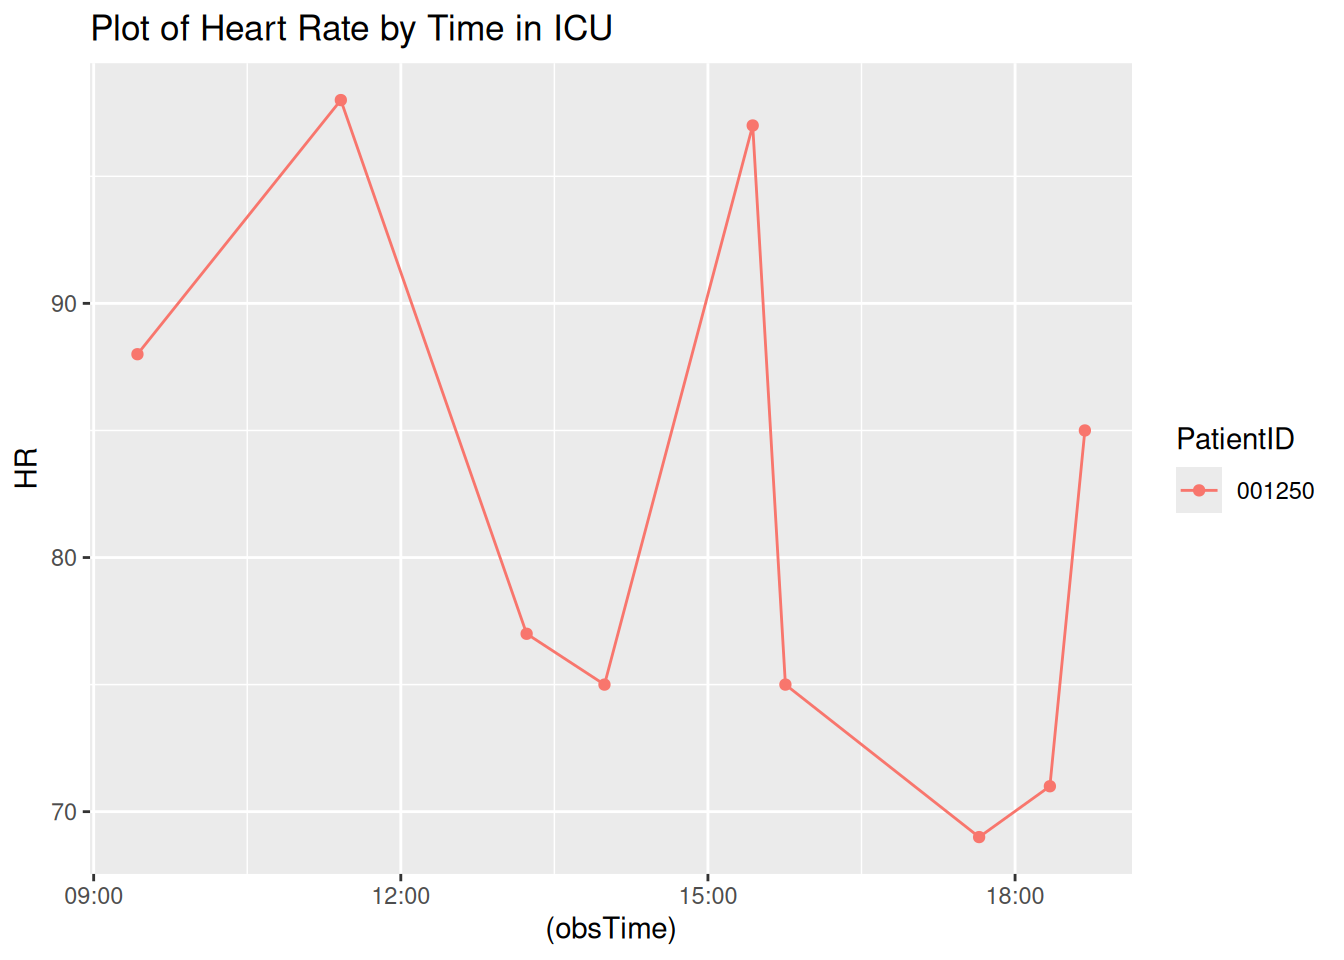 Plot of Heart Rate by Time in ICU
90
80
70
HR
09:00 12:00 15:00 18:00
(obsTime)
PatientID
001250